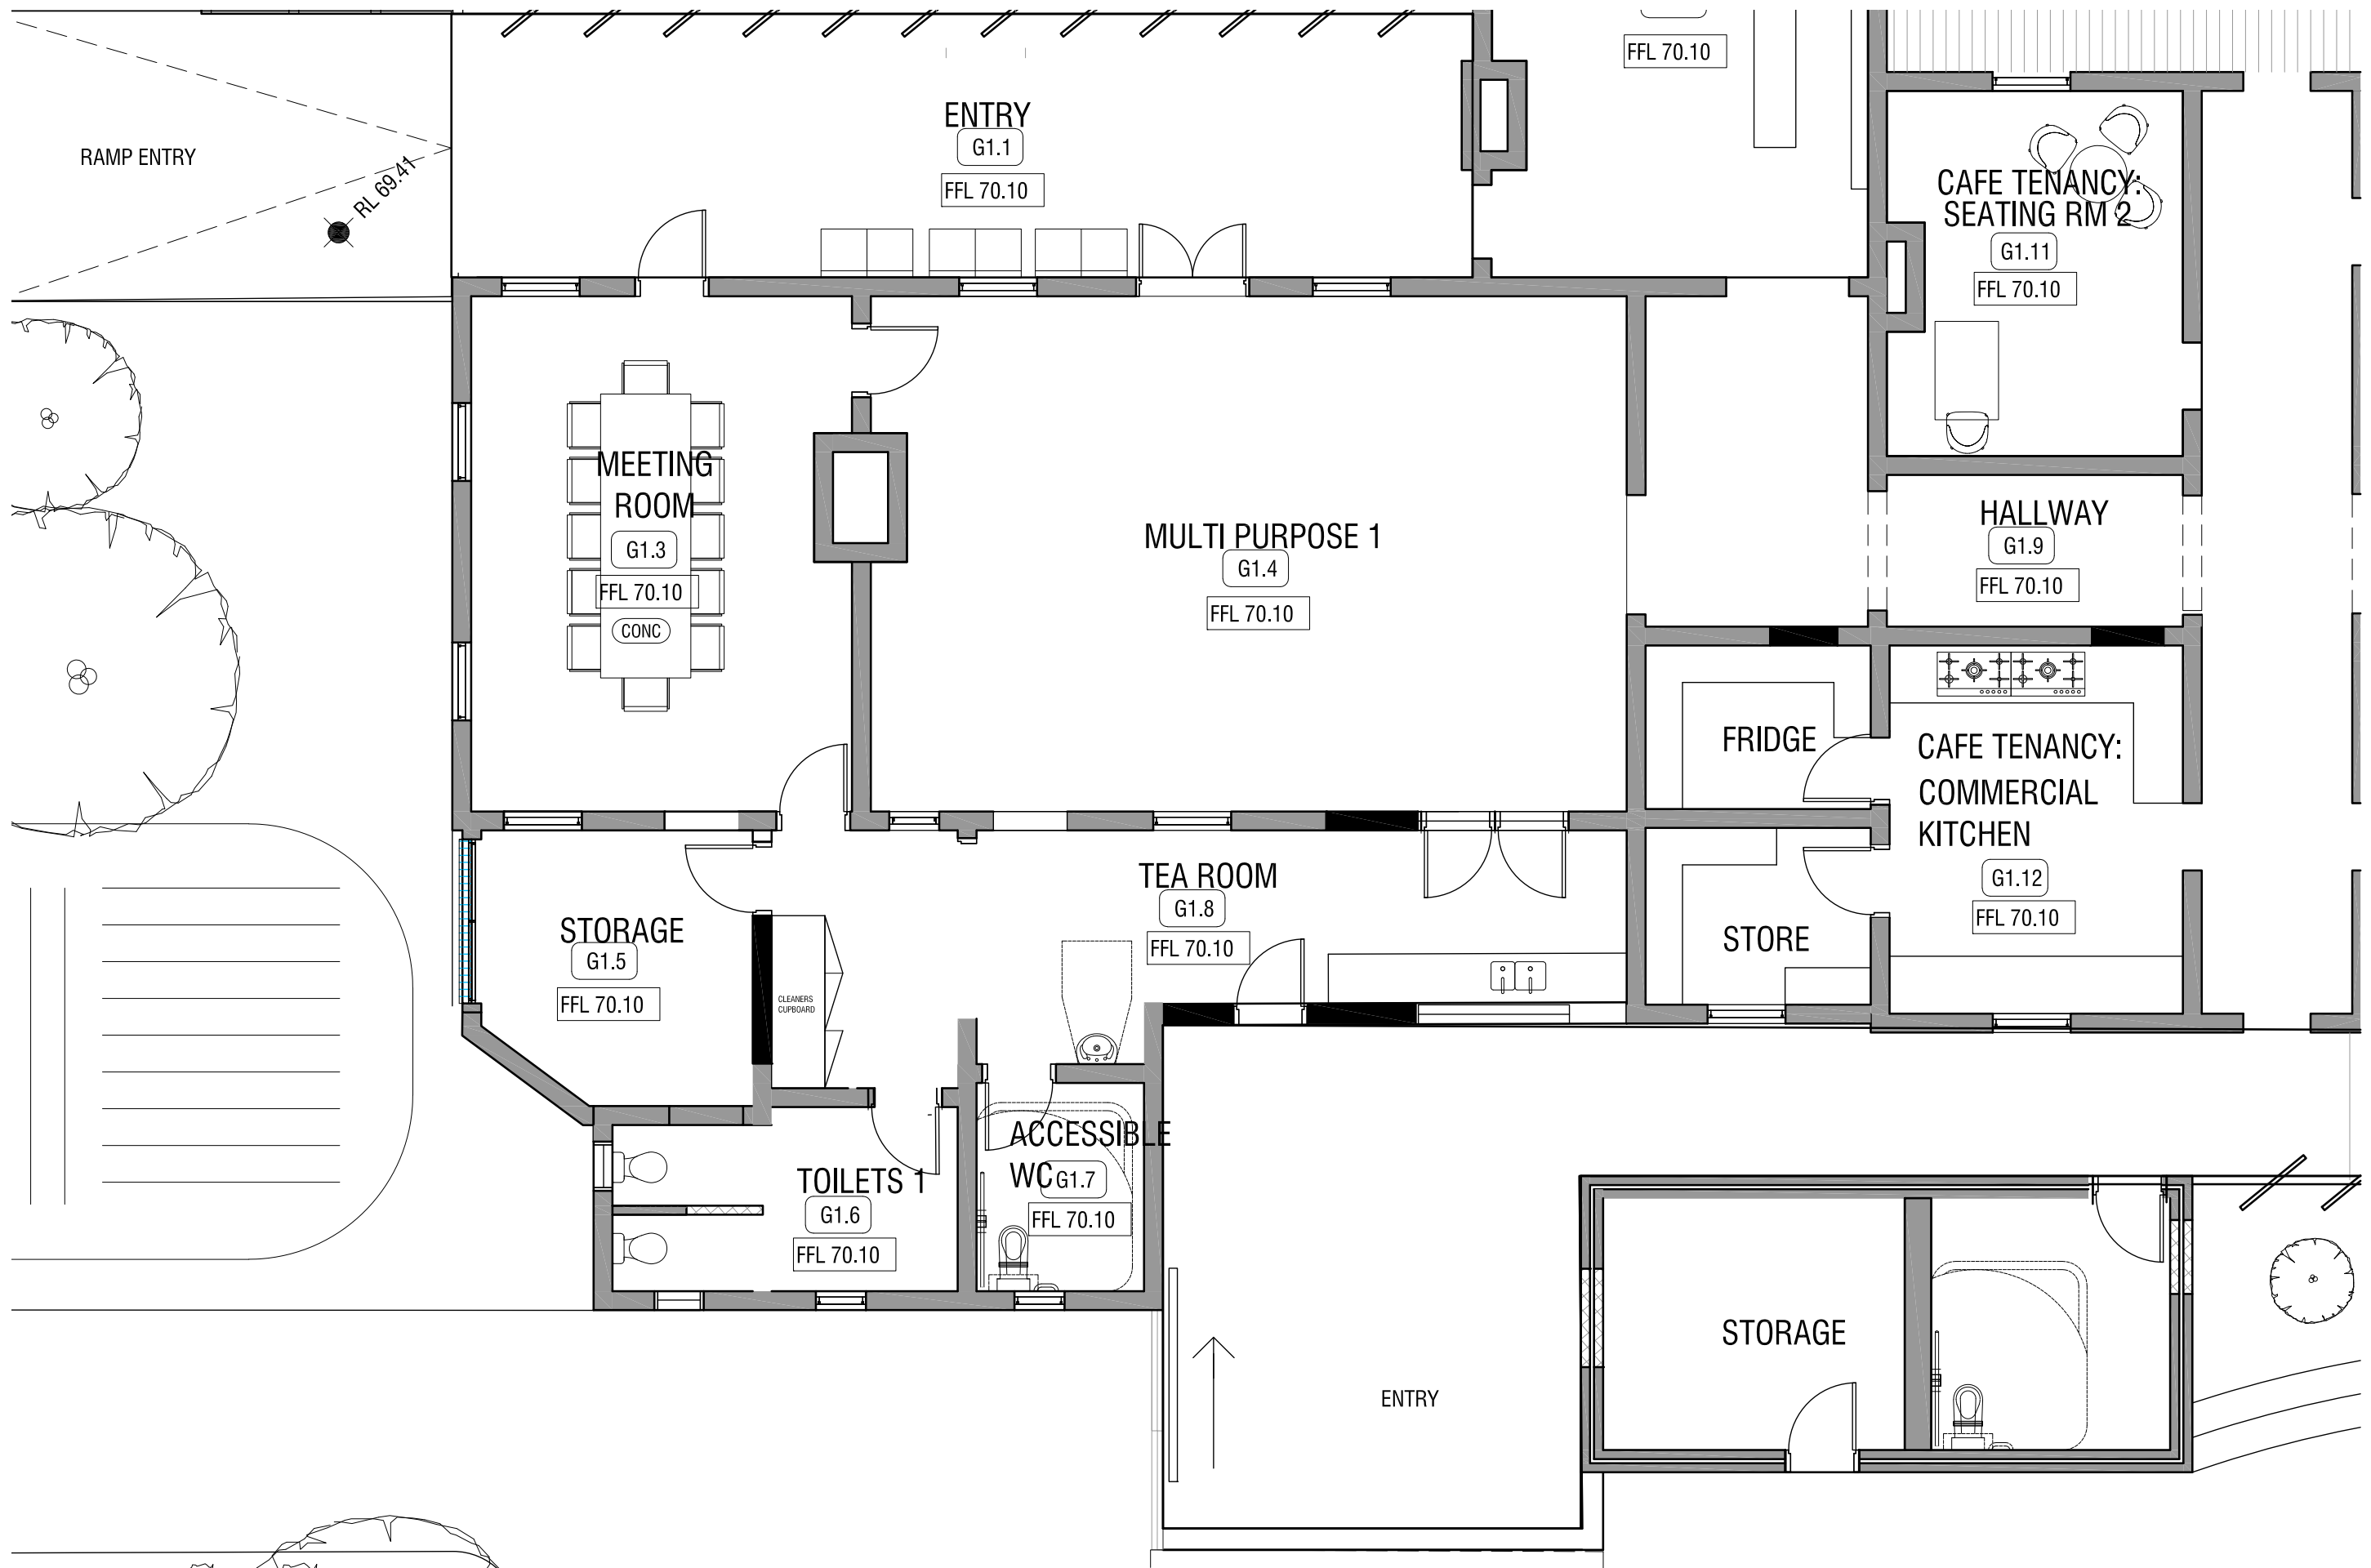 FFL 70.10
ENTRY
G1.1
FFL 70.10
RAMP ENTRY
RL 69.41
CAFE TENANCY:
SEATING RM 2
G1.11
FFL 70.10
MEETING
ROOM
G1.3
FFL 70.10
CONC
MULTI PURPOSE 1
G1.4
FFL 70.10
HALLWAY
G1.9
FFL 70.10
FRIDGE
CAFE TENANCY:
COMMERCIAL
KITCHEN
G1.12
FFL 70.10
STORE
TEA ROOM
G1.8
FFL 70.10
STORAGE
G1.5
FFL 70.10
CLEANERS
CUPBOARD
ACCESSIBLE
WC
G1.7
FFL 70.10
TOILETS 1
G1.6
FFL 70.10
STORAGE
ENTRY